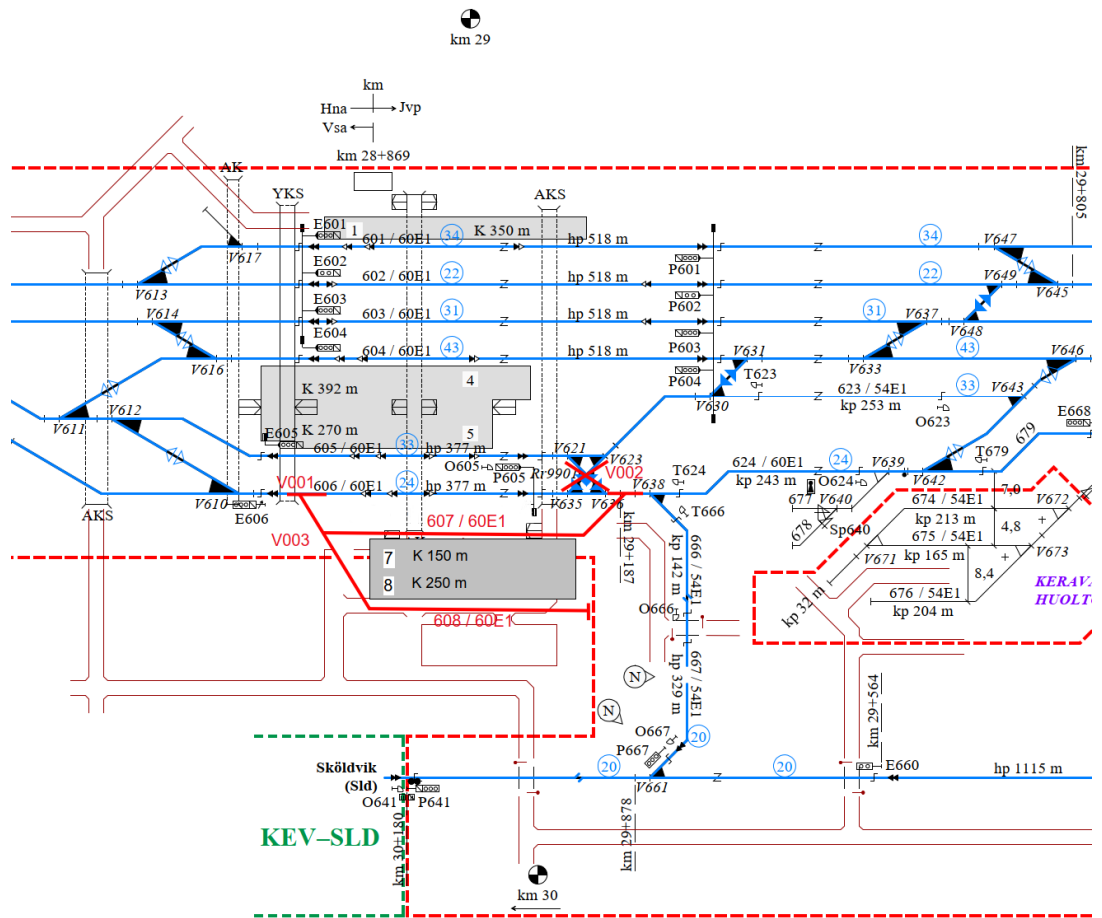 km 29
km
Hna
Jvp
Vsa
km 28+869
AK
YKS
AKS
km 29+805
E601
1
K 350 m
V617
601 / 60E1
34
hp 518 m
34
V647
P601
E602
602 / 60E1
22
hp 518 m
22
V649
V613
P602
V645
E603
V614
603 / 60E1
31
hp 518 m
31
V637
V648
P603
E604
604 / 60E1
43
hp 518 m
V631
43
V646
V616
P604
V633
T623
K 392 m
4
623 / 54E1
33
V643
kp 253 m
V630
O623
E668
V612
V611
K 270 m
5
679
E605
605 / 60E1
33
hp 377 m
V621
V623
O605
P605
Rr990
V002
T624
624 / 60E1
24
V639
T679
kp 243 m
O624
V642
V001
606 / 60E1
24
hp 377 m
V610
V635
V636
V638
677
V640
674 / 54E1
7,0
V672
AKS
E606
T666
678
Sp640
kp 213 m
4,8
607 / 60E1
675 / 54E1
V003
km 29+187
V671
kp 165 m
V673
7
K 150 m
8,4
8
K 250 m
666 / 54E1
kp 142 m
676 / 54E1
kp 204 m
kp 32 m
KERAVA
HUOLTO
608 / 60E1
O666
667 / 54E1
hp 329 m
N
N
km 29+564
O667
20
P667
Sköldvik
(Sld)
20
20
E660
hp 1115 m
V661
O641
P641
KEV–SLD
km 30+180
km 29+878
km 30